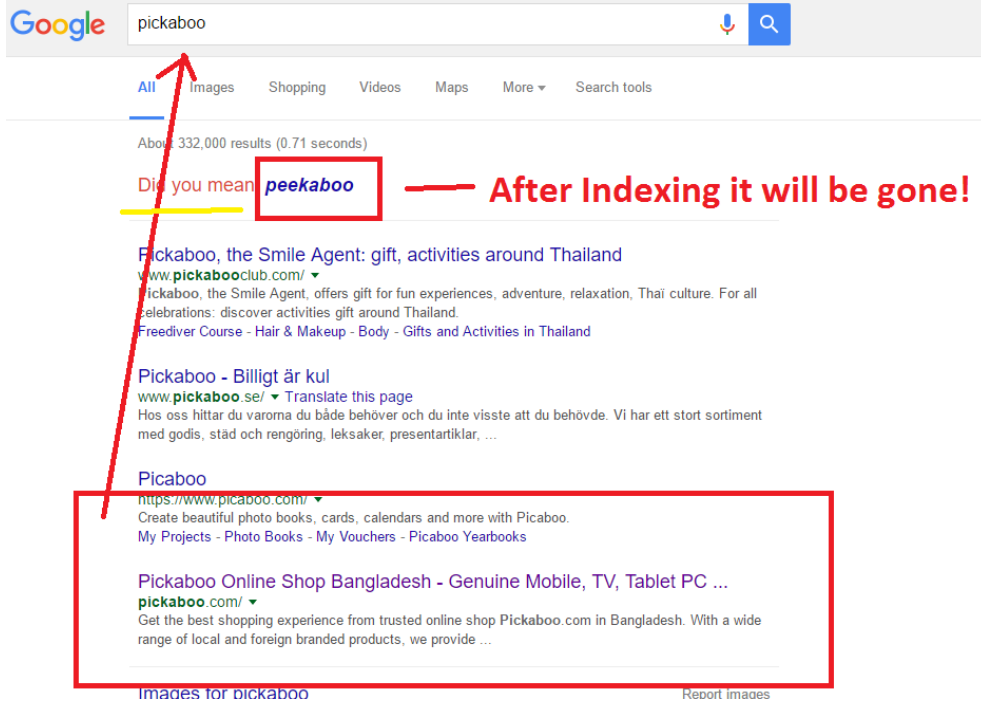 Google
pickaboo
All Images Shopping Videos Maps More ▾ Search tools
About 332,000 results (0.71 seconds)
Did you mean peekaboo
After Indexing it will be gone!
Pickaboo, the Smile Agent: gift, activities around Thailand
www.pickabooclub.com/ ▾
Pickaboo, the Smile Agent, offers gift for fun experiences, adventure, relaxation, Thaï culture. For all
celebrations: discover activities gift around Thailand.
Freediver Course - Hair & Makeup - Body - Gifts and Activities in Thailand
Pickaboo - Billigt är kul
www.pickaboo.se/ ▾ Translate this page
Hos oss hittar du varorna du både behöver och du inte visste att du behövde. Vi har ett stort sortiment
med godis, städ och rengöring, leksaker, presentartiklar, ...
Picaboo
https://www.picaboo.com/ ▾
Create beautiful photo books, cards, calendars and more with Picaboo.
My Projects - Photo Books - My Vouchers - Picaboo Yearbooks
Pickaboo Online Shop Bangladesh - Genuine Mobile, TV, Tablet PC ...
pickaboo.com/ ▾
Get the best shopping experience from trusted online shop Pickaboo.com in Bangladesh. With a wide
range of local and foreign branded products, we provide ...
Images for pickaboo Report images